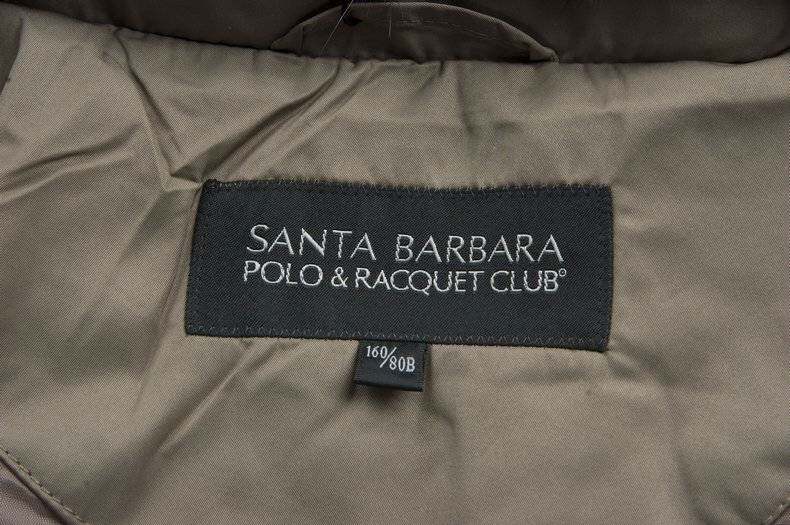 SANTA BARBARA
POLO & RACQUET CLUB®
160/80B